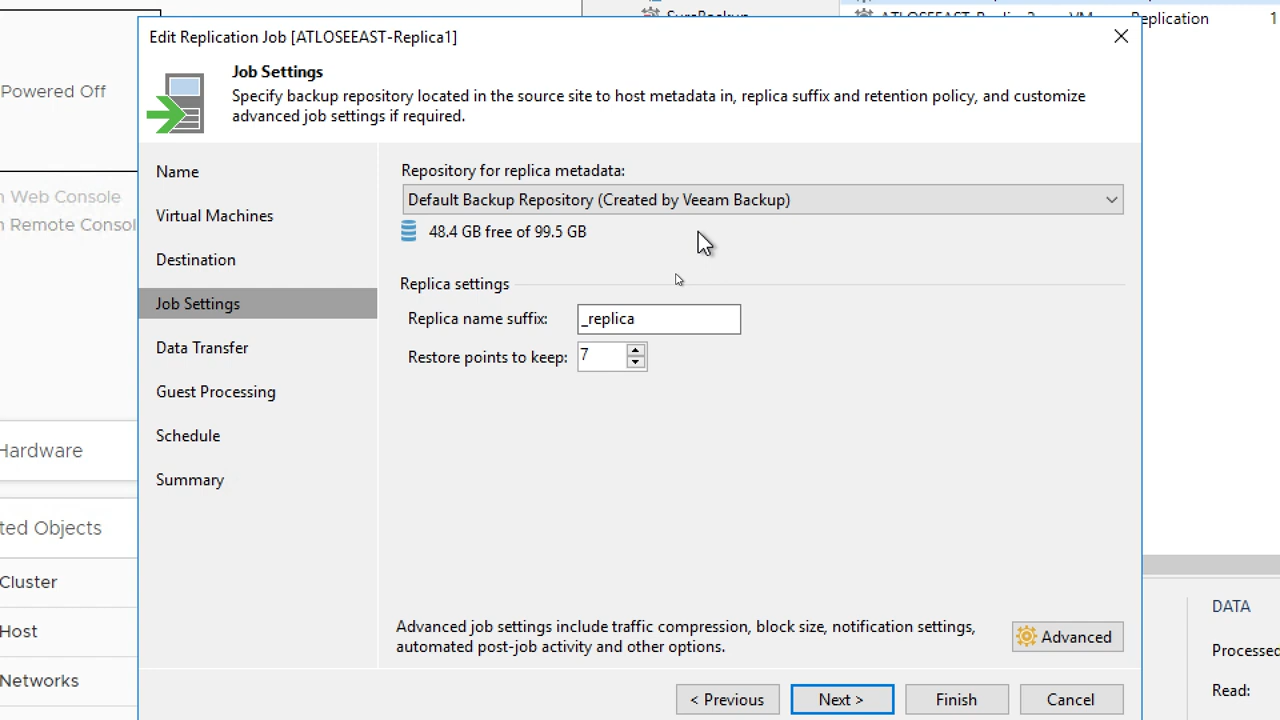 Edit Replication Job [ATLOSEEAST-Replica1]
Job Settings
Specify backup repository located in the source site to host metadata in, replica suffix and retention policy, and customize
advanced job settings if required.
Name
Virtual Machines
Destination
Job Settings
Data Transfer
Guest Processing
Schedule
Summary
Repository for replica metadata:
Default Backup Repository (Created by Veeam Backup)
48.4 GB free of 99.5 GB
Replica settings
Replica name suffix:
_replica
Restore points to keep:
7
Advanced job settings include traffic compression, block size, notification settings,
automated post-job activity and other options.
Advanced
< Previous
Next >
Finish
Cancel
Powered Off
Web Console
Remote Consol
Hardware
ted Objects
Cluster
Host
Networks
eplication
1
DATA
Processed
Read: